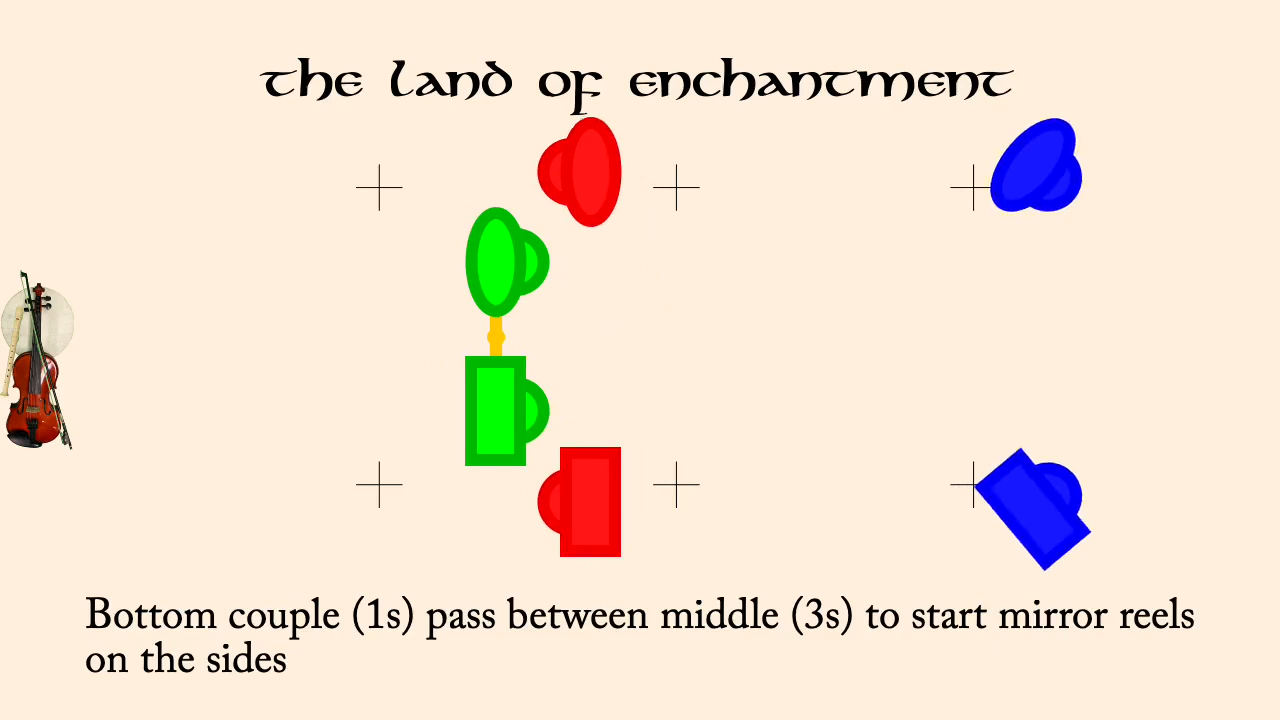 the land of enchantment
Bottom couple (1s) pass between middle (3s) to start mirror reels
on the sides